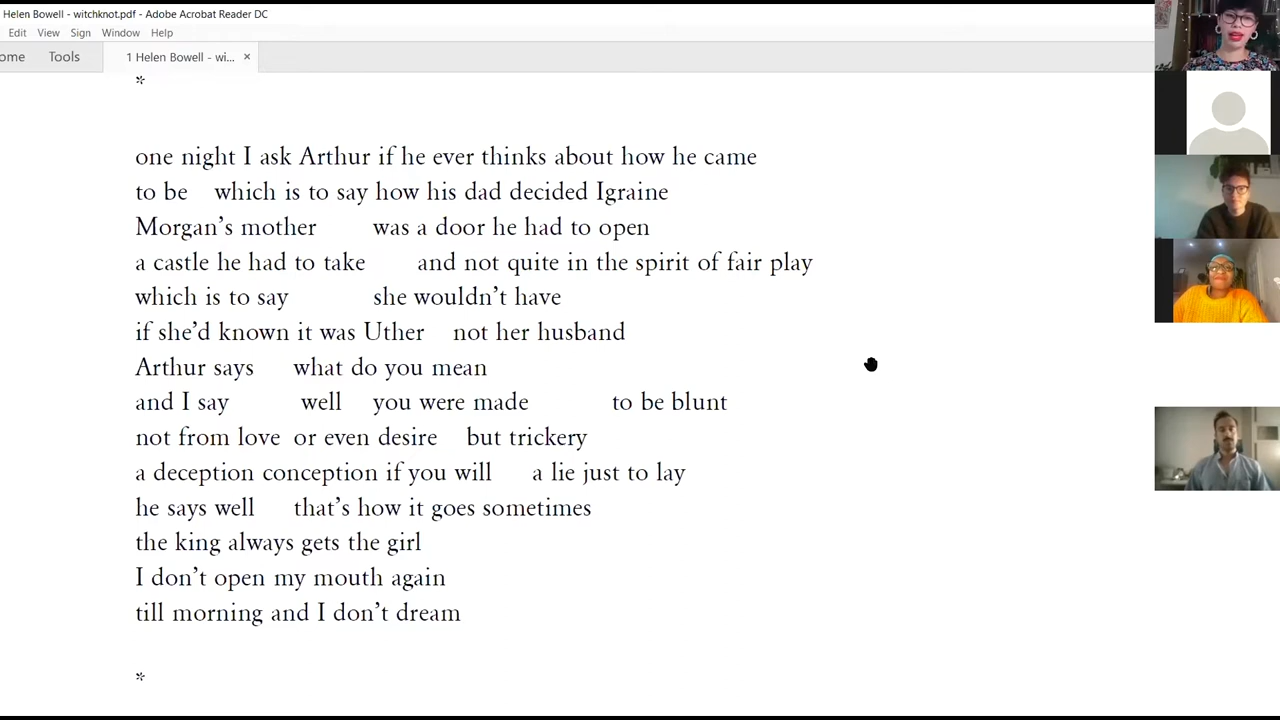 Helen Bowell - witchknot.pdf - Adobe Acrobat Reader DC
Edit View Sign Window Help
ome Tools 1 Helen Bowell - wi... ×
*
one night I ask Arthur if he ever thinks about how he came
to be which is to say how his dad decided Igraine
Morgan’s mother was a door he had to open
a castle he had to take and not quite in the spirit of fair play
which is to say she wouldn’t have
if she’d known it was Uther not her husband
Arthur says what do you mean
and I say well you were made to be blunt
not from love or even desire but trickery
a deception conception if you will a lie just to lay
he says well that’s how it goes sometimes
the king always gets the girl
I don’t open my mouth again
till morning and I don’t dream
*